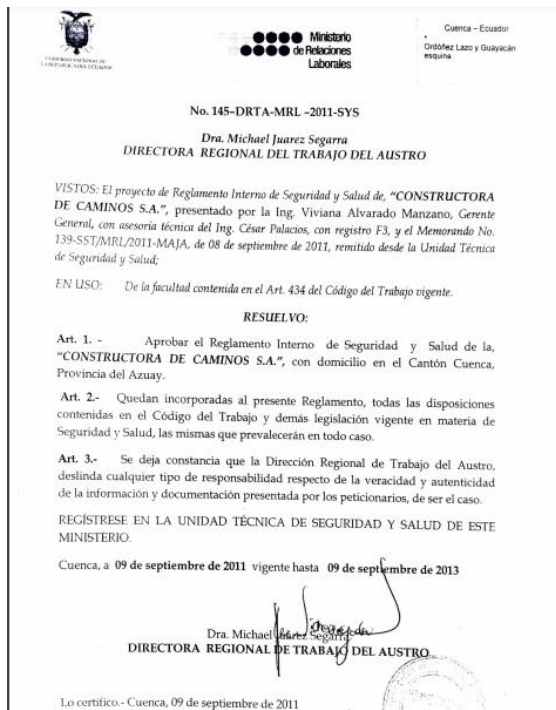 GOBIERNO NACIONAL DE
LA REPUBLICA DEL ECUADOR
Ministerio
de Relaciones
Laborales
Cuenca – Ecuador
Ordóñez Lazo y Guayacán
esquina
No. 145–DRTA-MRL –2011-SYS
Dra. Michael Juarez Segarra
DIRECTORA REGIONAL DEL TRABAJO DEL AUSTRO
VISTOS: El proyecto de Reglamento Interno de Seguridad y Salud de, "CONSTRUCTORA
DE CAMINOS S.A.", presentado por la Ing. Viviana Alvarado Manzano, Gerente
General, con asesoría técnica del Ing. César Palacios, con registro F3, y el Memorando No.
139-SST/MRL/2011-MAJA, de 08 de septiembre de 2011, remitido desde la Unidad Técnica
de Seguridad y Salud;
EN USO: De la facultad contenida en el Art. 434 del Código del Trabajo vigente.
RESUELVO:
Art. 1. - Aprobar el Reglamento Interno de Seguridad y Salud de la,
"CONSTRUCTORA DE CAMINOS S.A.", con domicilio en el Cantón Cuenca,
Provincia del Azuay.
Art. 2.- Quedan incorporadas al presente Reglamento, todas las disposiciones
contenidas en el Código del Trabajo y demás legislación vigente en materia de
Seguridad y Salud, las mismas que prevalecerán en todo caso.
Art. 3.- Se deja constancia que la Dirección Regional de Trabajo del Austro,
deslinda cualquier tipo de responsabilidad respecto de la veracidad y autenticidad
de la información y documentación presentada por los peticionarios, de ser el caso.
REGÍSTRESE EN LA UNIDAD TÉCNICA DE SEGURIDAD Y SALUD DE ESTE
MINISTERIO.
Cuenca, a 09 de septiembre de 2011 vigente hasta 09 de septiembre de 2013
Dra. Michael Juarez Segarra
DIRECTORA REGIONAL DE TRABAJO DEL AUSTRO
Lo certifico.- Cuenca, 09 de septiembre de 2011